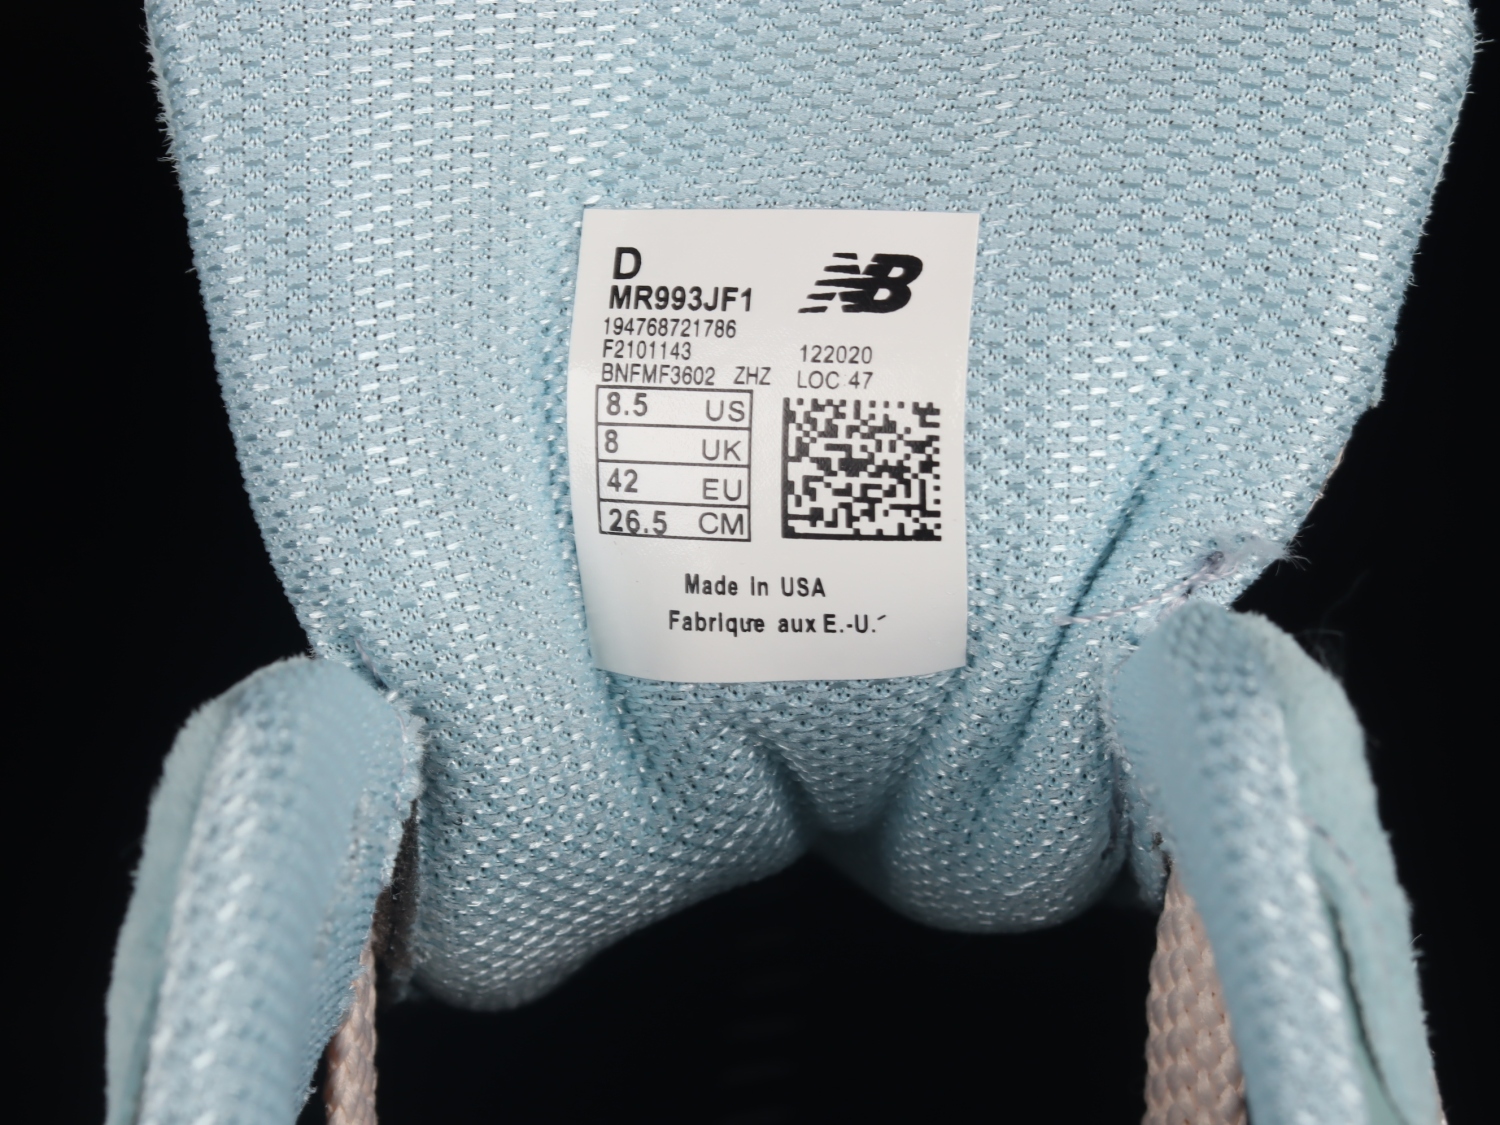 D
NB
MR993JF1
194768721786
F2101143
122020
BNFMF3602 ZHZ
LOC 47
8.5 US
8 UK
42 EU
26.5 CM
Made in USA
Fabrique aux E.-U.´